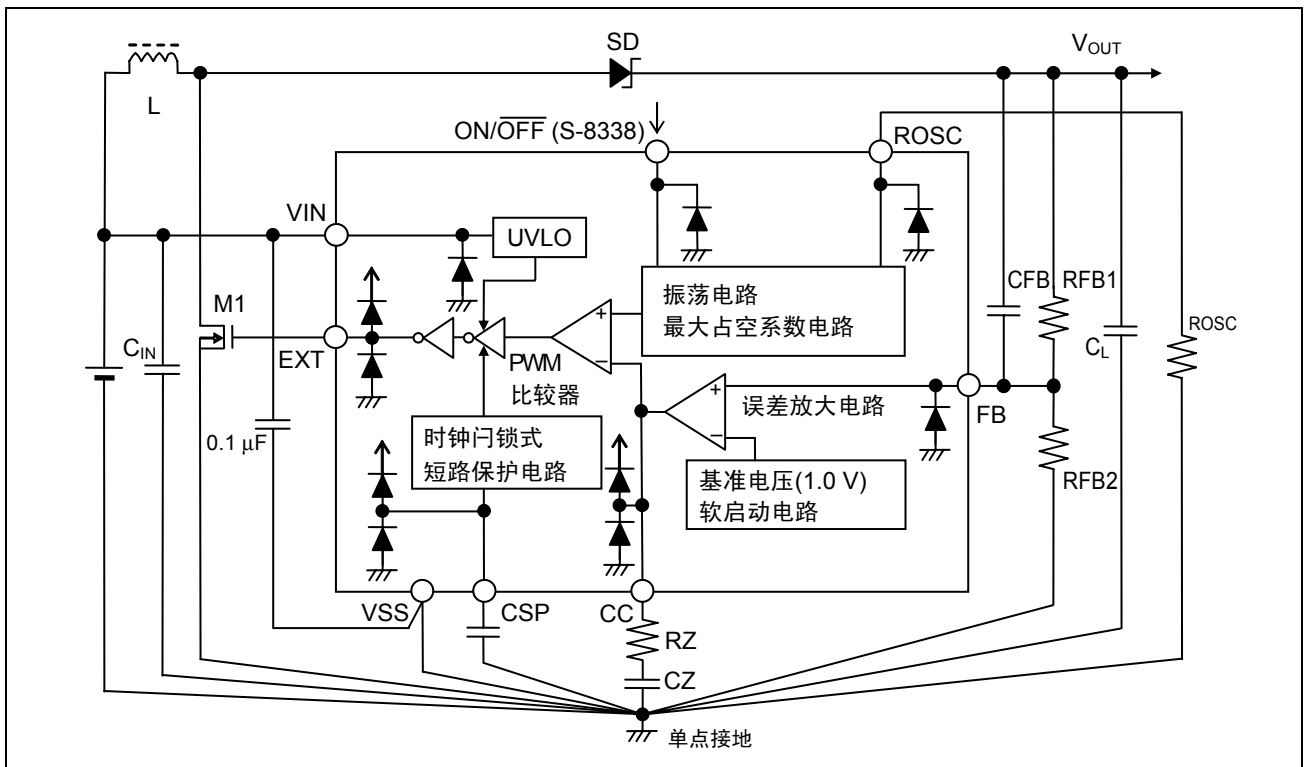 SD
V_OUT
L
ON/OFF (S-8338)
ROSC
VIN
UVLO
CFB
RFB1
振荡电路
最大占空系数电路
M1
ROSC
C_IN
EXT
PWM
比较器
+
−
C_L
+
−
误差放大电路
FB
0.1 μF
时钟闩锁式
短路保护电路
基准电压(1.0 V)
软启动电路
RFB2
VSS
CSP
CC
RZ
CZ
单点接地